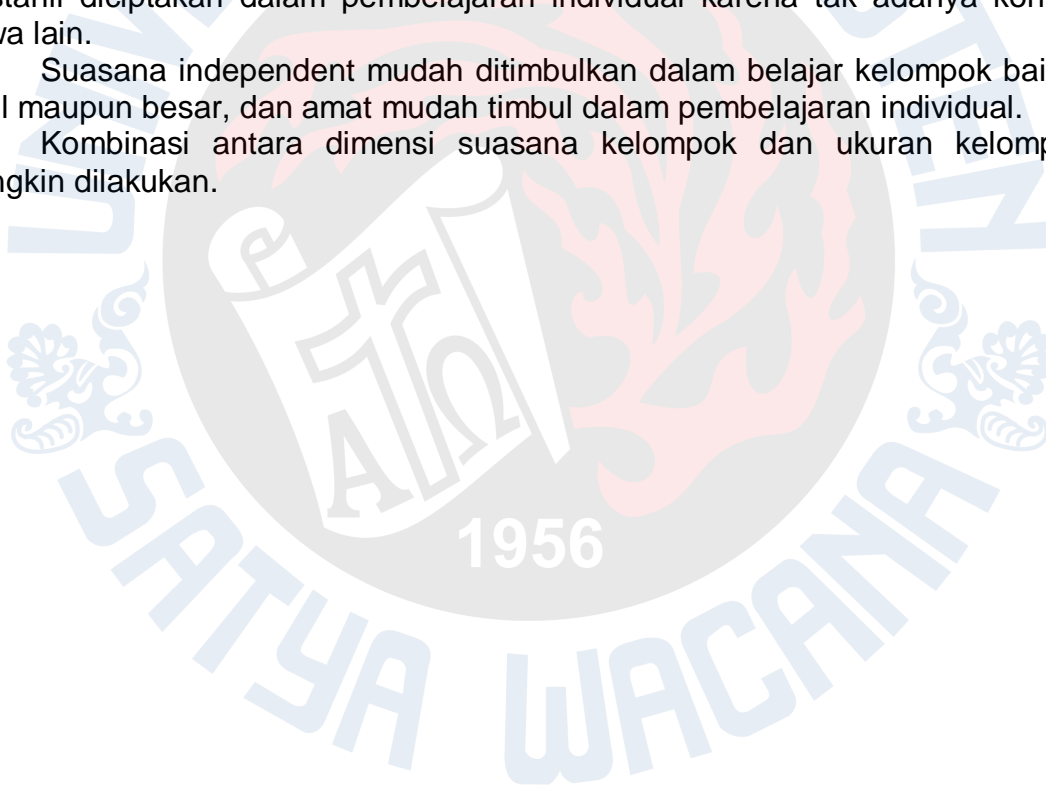 diciptakan dalam pembelajaran individual karena tak adanya kon
wa lain.
Suasana independent mudah ditimbulkan dalam belajar kelompok bai
l maupun besar, dan amat mudah timbul dalam pembelajaran individual.
Kombinasi antara dimensi suasana kelompok dan ukuran kelomp
ngkin dilakukan.
ΑΩ
1956
SATYA WACANA